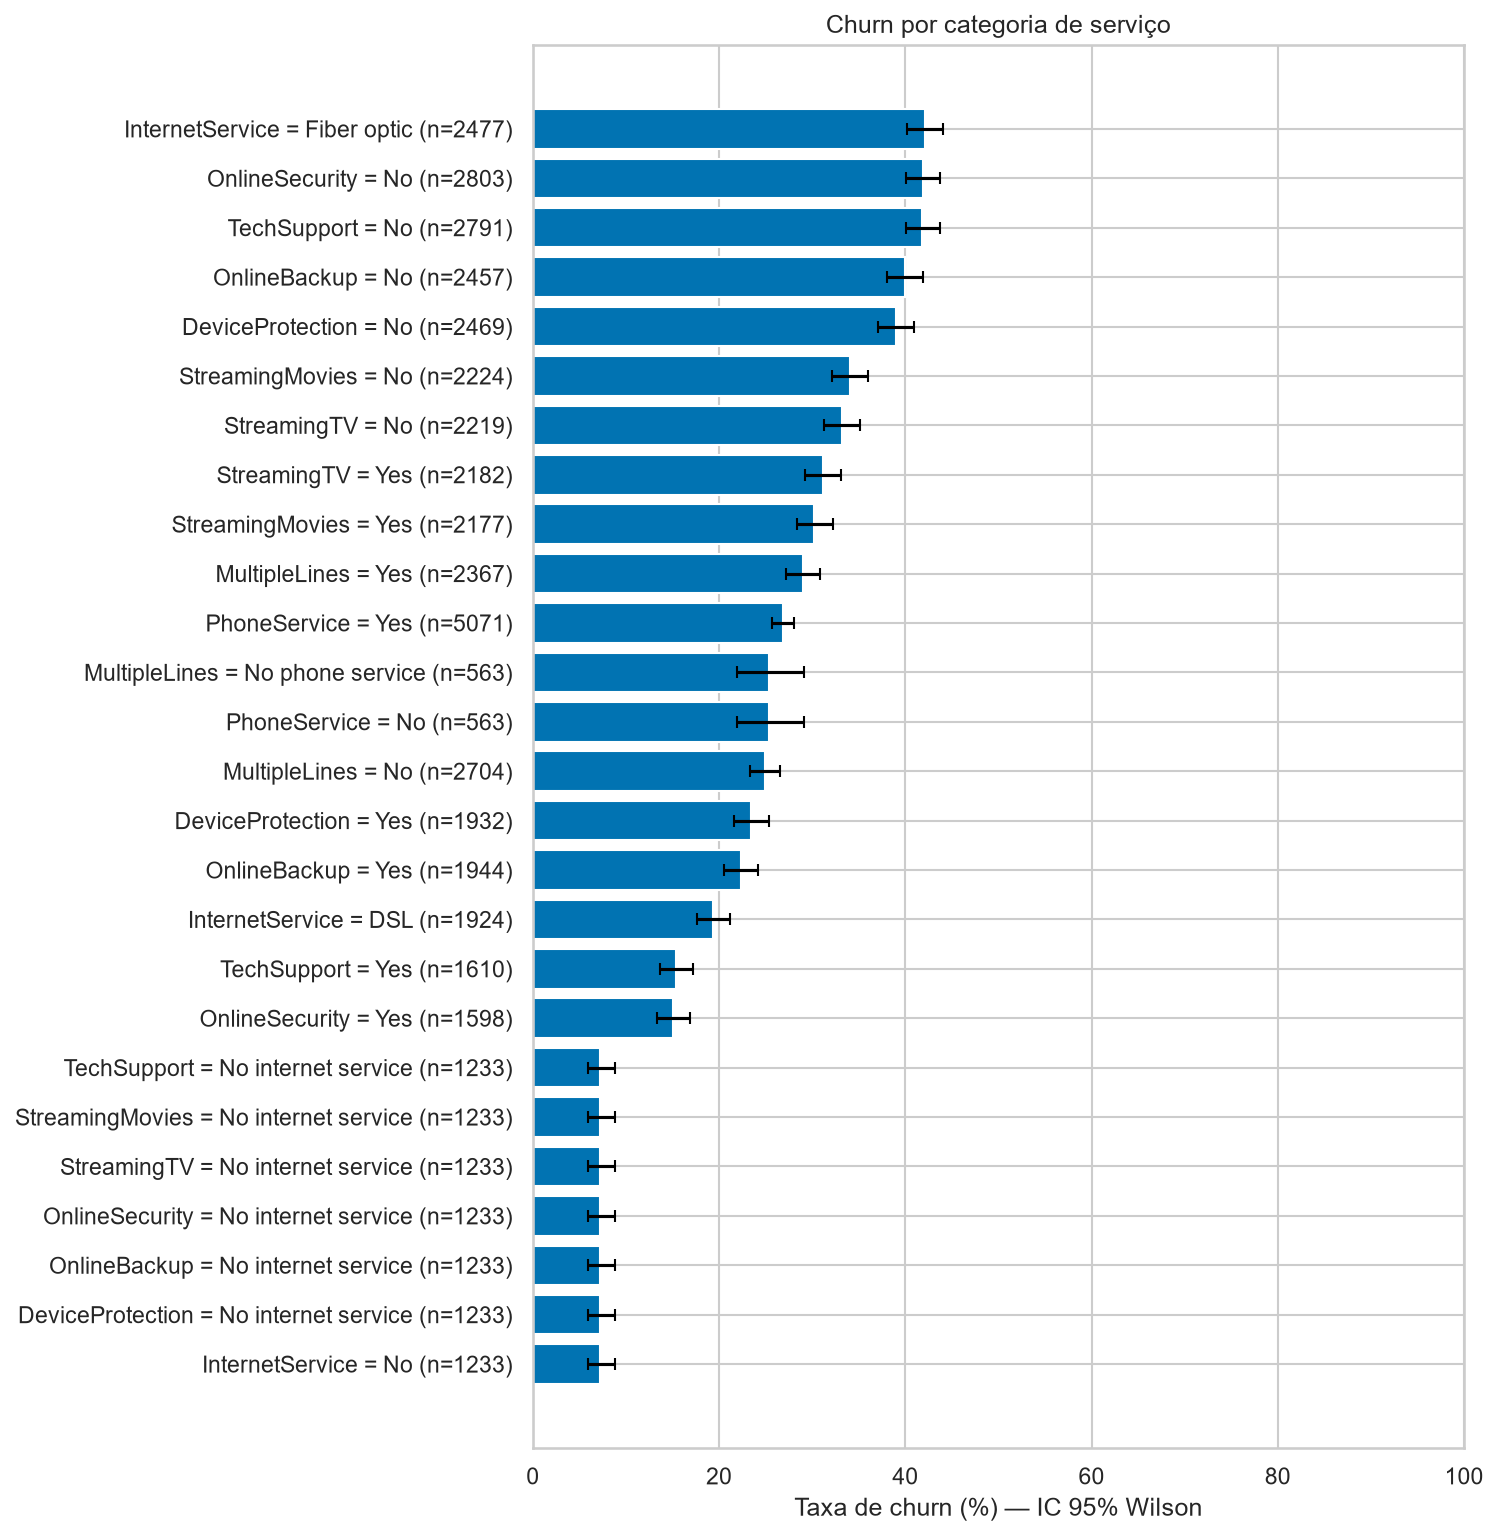 Churn por categoria de serviço
InternetService = Fiber optic (n=2477)
OnlineSecurity = No (n=2803)
TechSupport = No (n=2791)
OnlineBackup = No (n=2457)
DeviceProtection = No (n=2469)
StreamingMovies = No (n=2224)
StreamingTV = No (n=2219)
StreamingTV = Yes (n=2182)
StreamingMovies = Yes (n=2177)
MultipleLines = Yes (n=2367)
PhoneService = Yes (n=5071)
MultipleLines = No phone service (n=563)
PhoneService = No (n=563)
MultipleLines = No (n=2704)
DeviceProtection = Yes (n=1932)
OnlineBackup = Yes (n=1944)
InternetService = DSL (n=1924)
TechSupport = Yes (n=1610)
OnlineSecurity = Yes (n=1598)
TechSupport = No internet service (n=1233)
StreamingMovies = No internet service (n=1233)
StreamingTV = No internet service (n=1233)
OnlineSecurity = No internet service (n=1233)
OnlineBackup = No internet service (n=1233)
DeviceProtection = No internet service (n=1233)
InternetService = No (n=1233)
0 20 40 60 80 100
Taxa de churn (%) — IC 95% Wilson